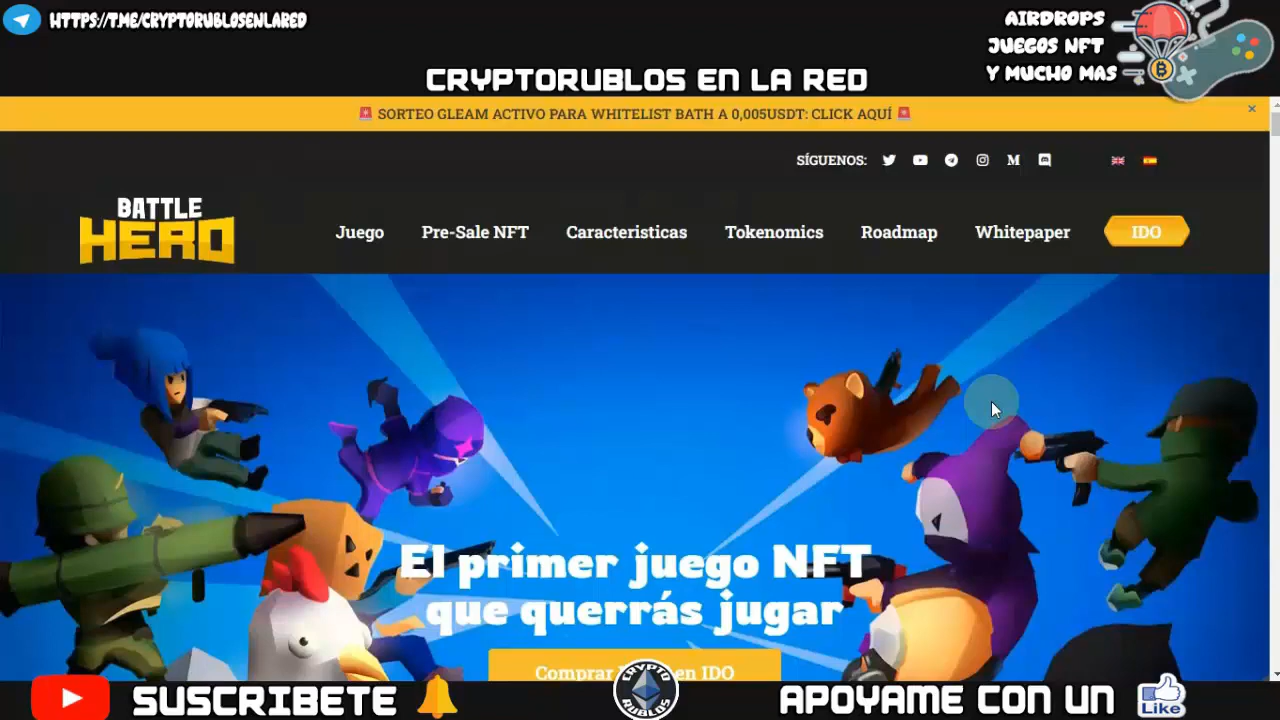 HTTPS://T.ME/CRYPTORUBLOSENLARED
AIRDROPS
JUEGOS NFT
Y MUCHO MAS
CRYPTORUBLOS EN LA RED
SORTEO GLEAM ACTIVO PARA WHITELIST BATH A 0,005USDT: CLICK AQUÍ
SÍGUENOS:
BATTLE
HERO
Juego Pre-Sale NFT Caracteristicas Tokenomics Roadmap Whitepaper IDO
El primer juego NFT
que querrás jugar
Comprar en IDO
CRYPTO
RUBLOS
SUSCRIBETE
APOYAME CON UN
Like